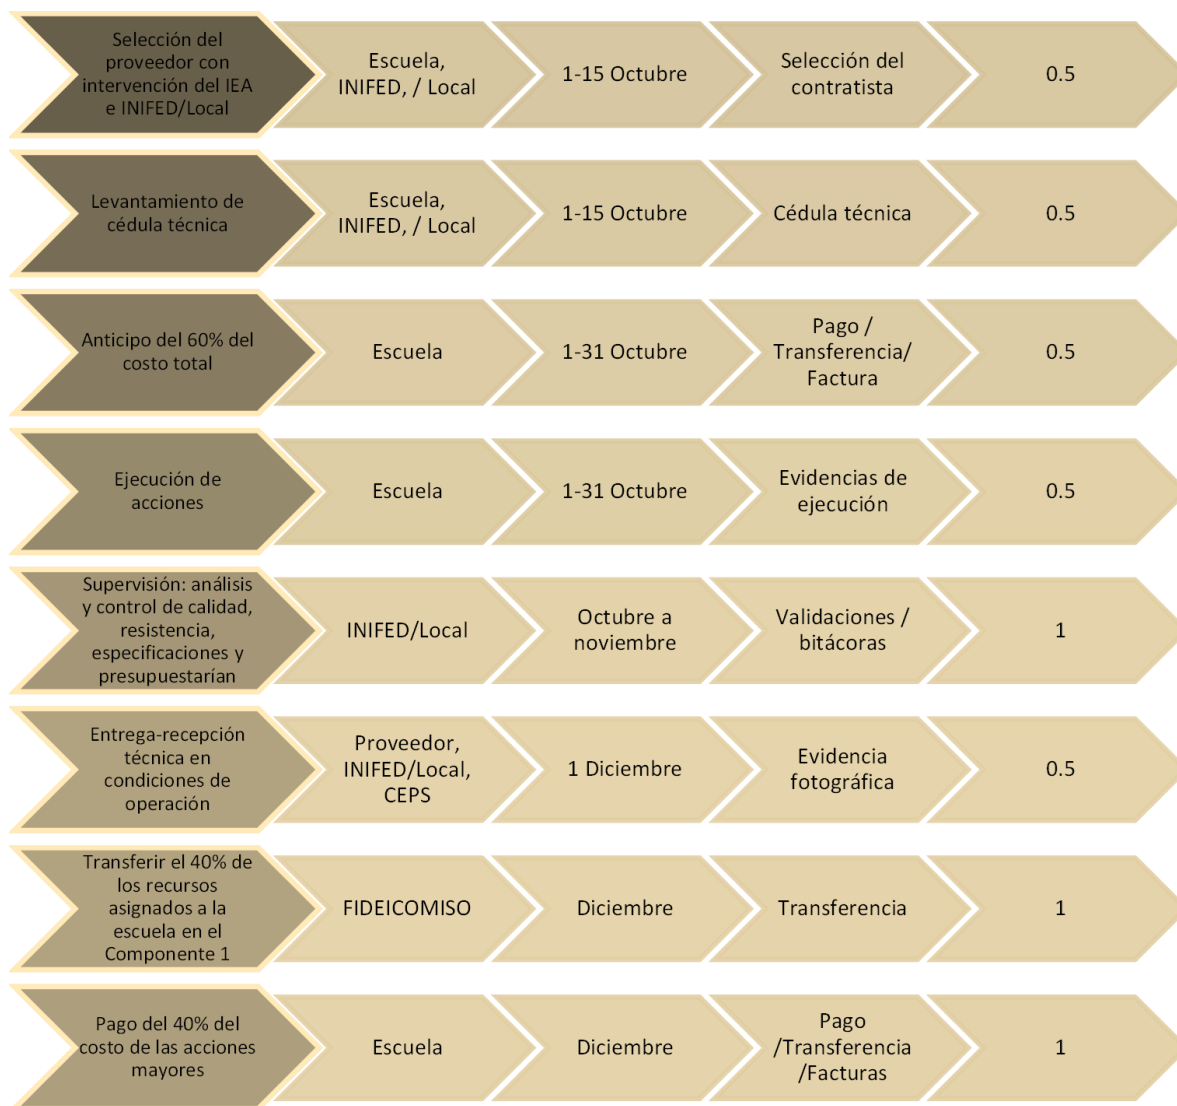 Selección del
proveedor con
intervención del IEA
e INIFED/Local
Escuela,
INIFED, / Local
1-15 Octubre
Selección del
contratista
0.5
Levantamiento de
cédula técnica
Escuela,
INIFED, / Local
1-15 Octubre
Cédula técnica
0.5
Anticipo del 60% del
costo total
Escuela
1-31 Octubre
Pago /
Transferencia/
Factura
0.5
Ejecución de
acciones
Escuela
1-31 Octubre
Evidencias de
ejecución
0.5
Supervisión: análisis
y control de calidad,
resistencia,
especificaciones y
presupuestarían
INIFED/Local
Octubre a
noviembre
Validaciones /
bitácoras
1
Entrega-recepción
técnica en
condiciones de
operación
Proveedor,
INIFED/Local,
CEPS
1 Diciembre
Evidencia
fotográfica
0.5
Transferir el 40% de
los recursos
asignados a la
escuela en el
Componente 1
FIDEICOMISO
Diciembre
Transferencia
1
Pago del 40% del
costo de las acciones
mayores
Escuela
Diciembre
Pago
/Transferencia
/Facturas
1